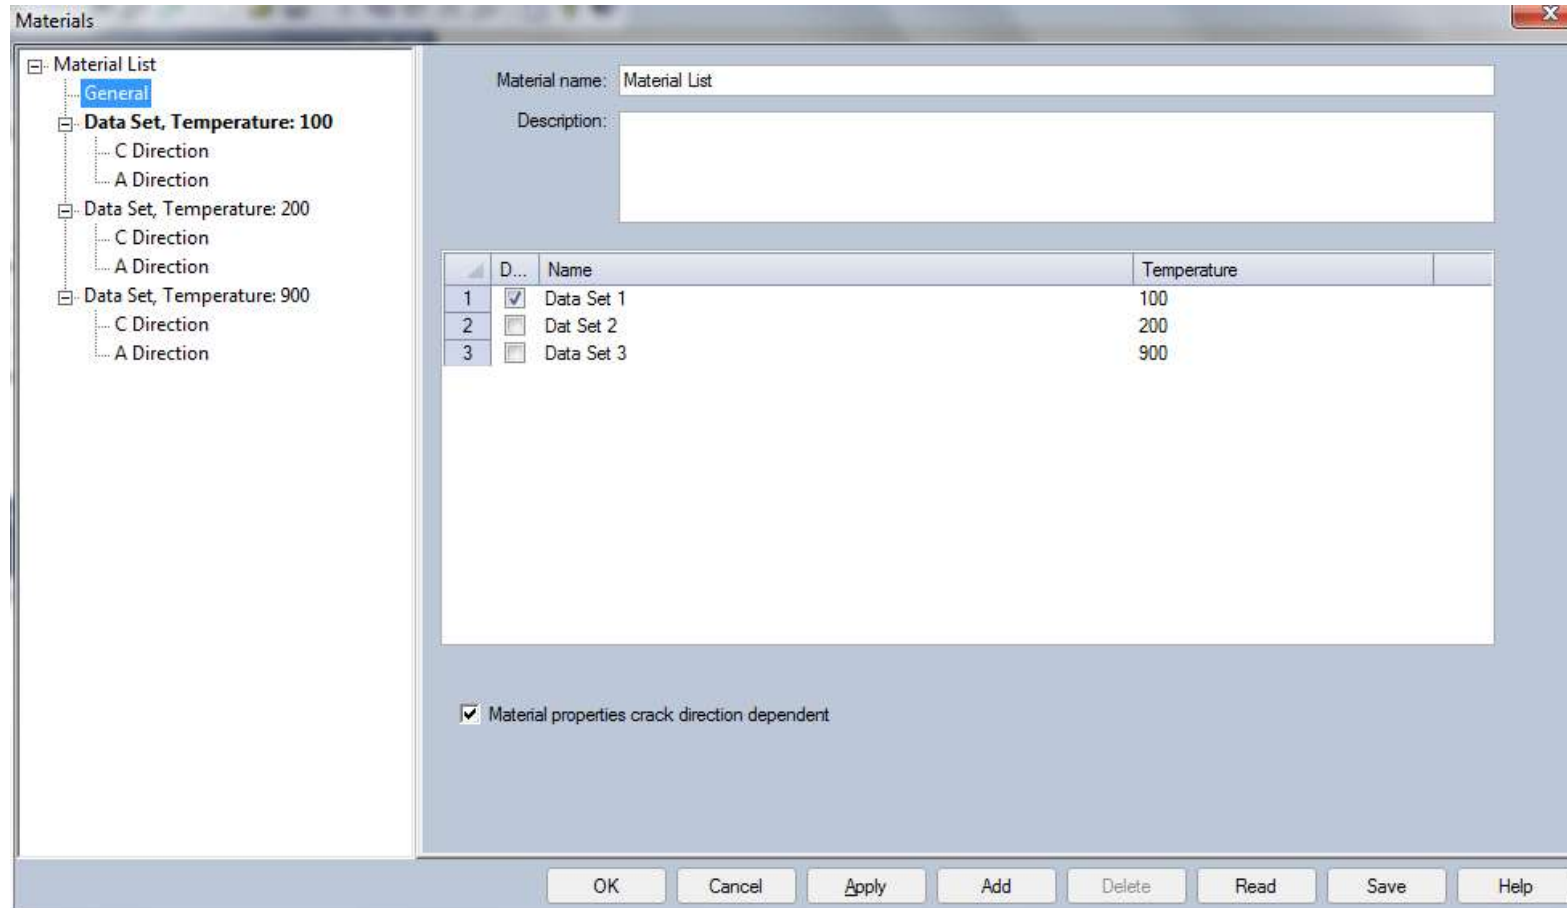 Materials
Material List
General
Data Set, Temperature: 100
C Direction
A Direction
Data Set, Temperature: 200
C Direction
A Direction
Data Set, Temperature: 900
C Direction
A Direction
Material name: Material List
Description:
D... Name Temperature
1 Data Set 1 100
2 Dat Set 2 200
3 Data Set 3 900
Material properties crack direction dependent
OK Cancel Apply Add Delete Read Save Help